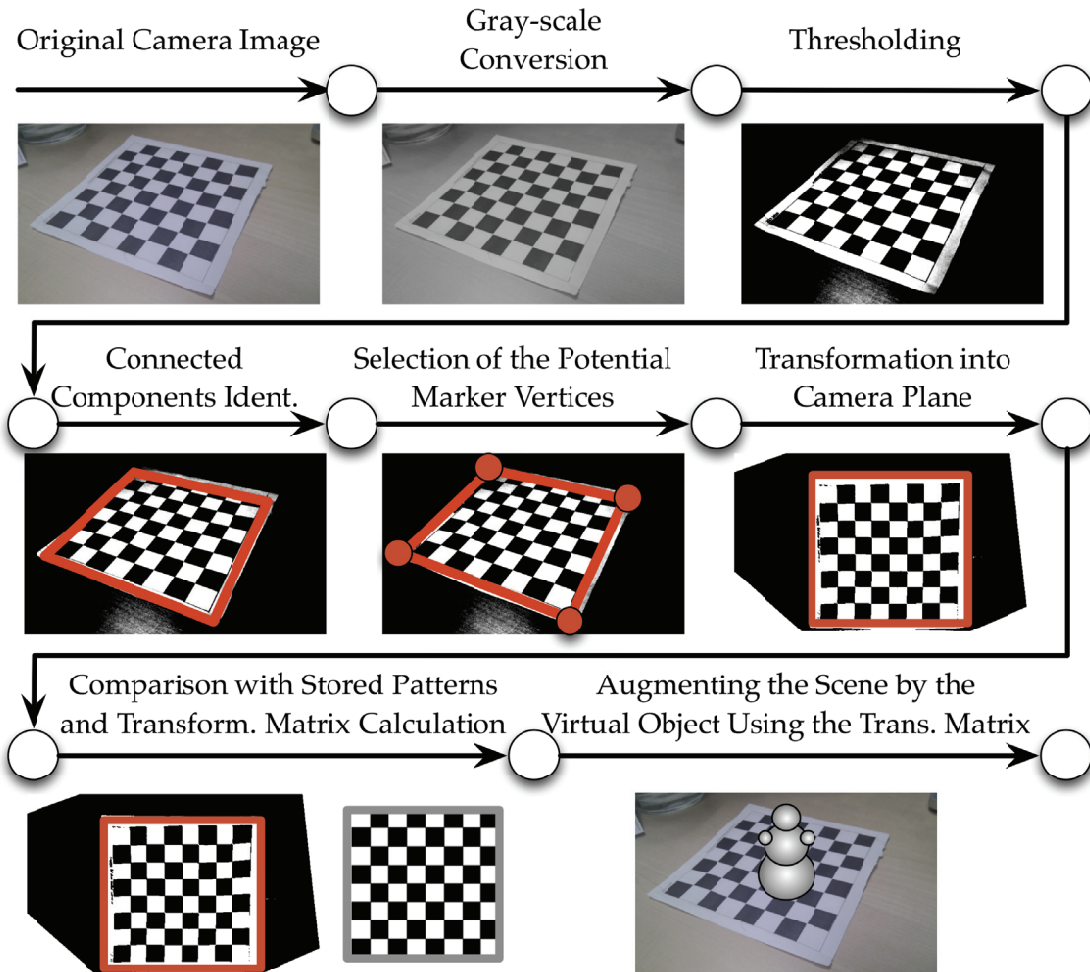 Original Camera Image
Gray-scale
Conversion
Thresholding
Connected
Components Ident.
Selection of the Potential
Marker Vertices
Transformation into
Camera Plane
Comparison with Stored Patterns
and Transform. Matrix Calculation
Augmenting the Scene by the
Virtual Object Using the Trans. Matrix